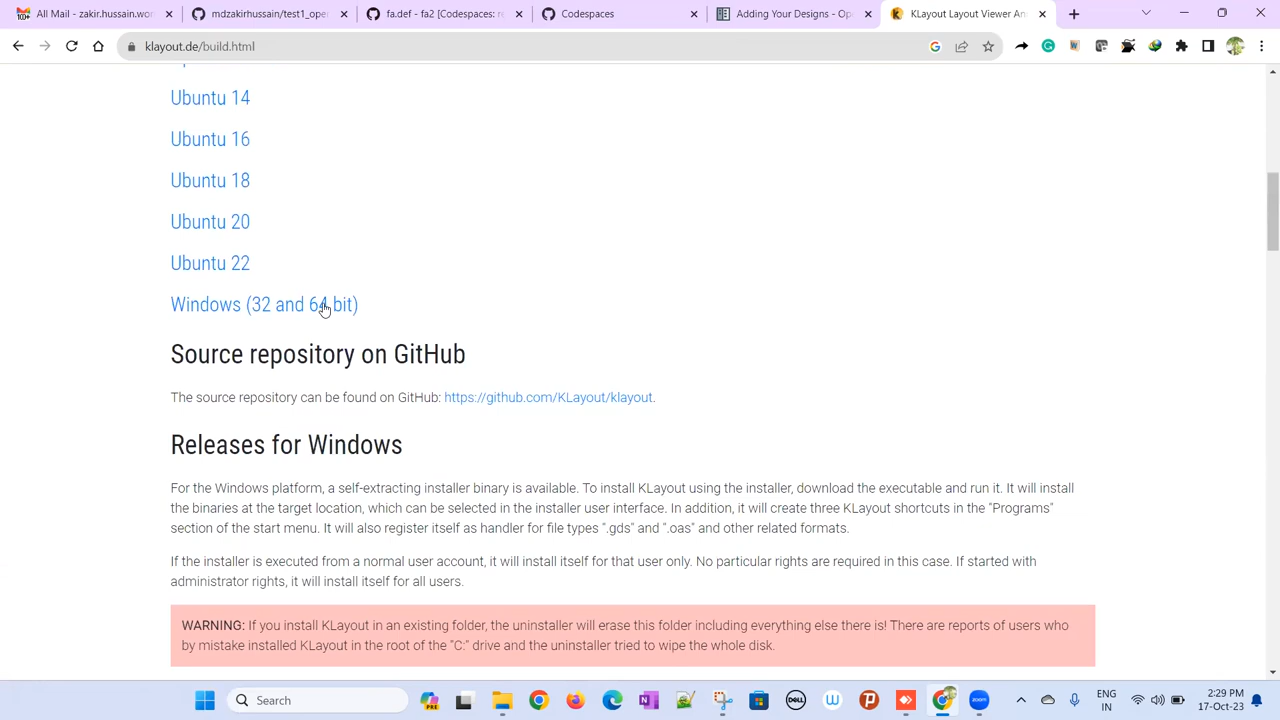 All Mail - zakir.hussain.wor
mdzakirhussain/test1_ope
fa.def - fa2 [Codespaces: r
Codespaces
Adding Your Designs - Ope
KLayout Layout Viewer An
klayout.de/build.html
Ubuntu 14
Ubuntu 16
Ubuntu 18
Ubuntu 20
Ubuntu 22
Windows (32 and 64 bit)
Source repository on GitHub
The source repository can be found on GitHub: https://github.com/KLayout/klayout.
Releases for Windows
For the Windows platform, a self-extracting installer binary is available. To install KLayout using the installer, download the executable and run it. It will install
the binaries at the target location, which can be selected in the installer user interface. In addition, it will create three KLayout shortcuts in the "Programs"
section of the start menu. It will also register itself as handler for file types ".gds" and ".oas" and other related formats.
If the installer is executed from a normal user account, it will install itself for that user only. No particular rights are required in this case. If started with
administrator rights, it will install itself for all users.
WARNING: If you install KLayout in an existing folder, the uninstaller will erase this folder including everything else there is! There are reports of users who
by mistake installed KLayout in the root of the "C:" drive and the uninstaller tried to wipe the whole disk.
Search
ENG
IN
2:29 PM
17-Oct-23